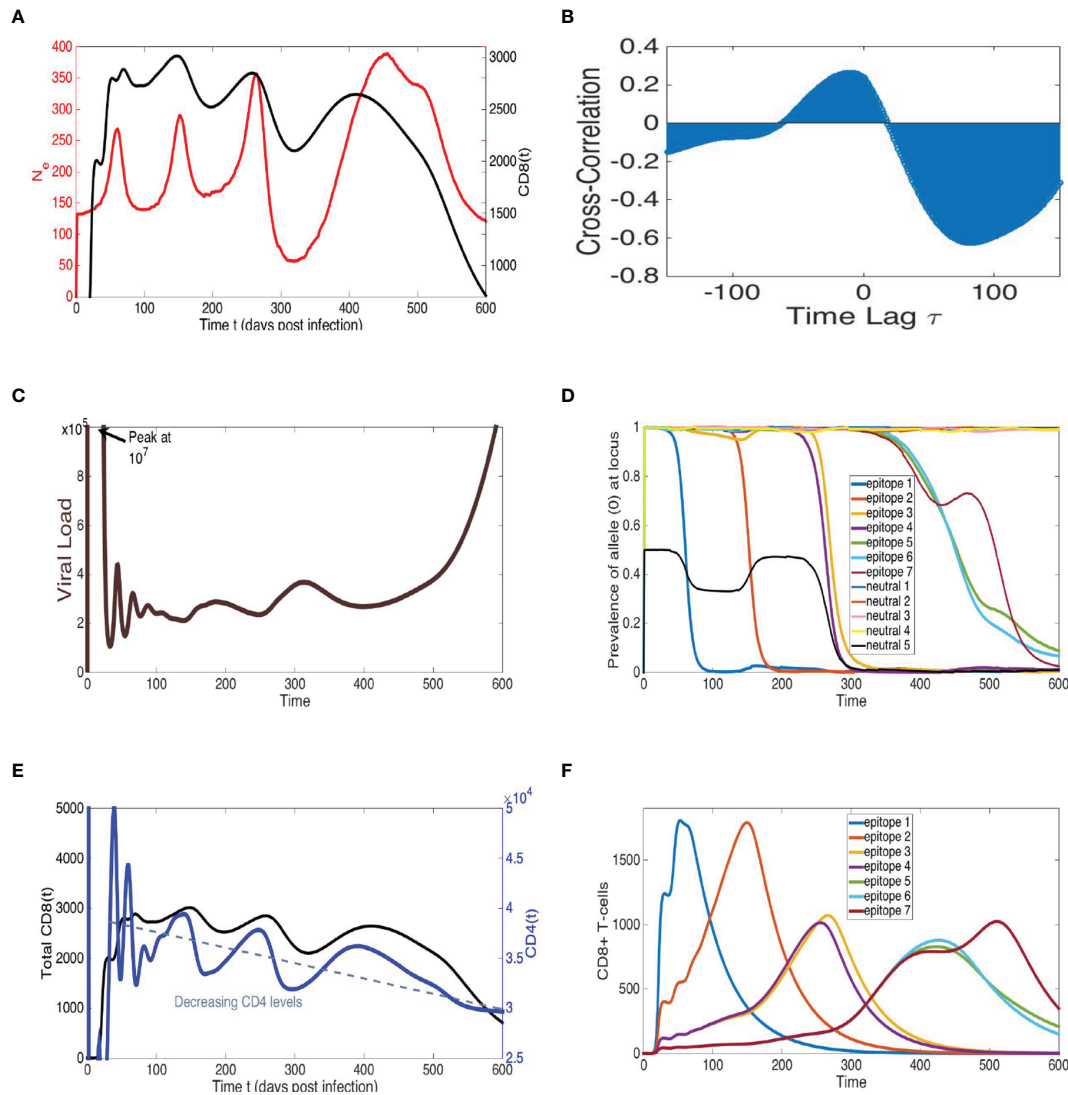 A
400
350
300
250
200
150
100
50
0
N_e
3000
2500
2000
1500
1000
CD8(t)
0 100 200 300 400 500 600
Time t (days post infection)
B
0.4
0.2
0
-0.2
-0.4
-0.6
-0.8
Cross-Correlation
-100 0 100
Time Lag τ
C
x10^5
8
6
4
2
0
Viral Load
Peak at
10^7
0 100 200 300 400 500 600
Time
D
1
0.8
0.6
0.4
0.2
0
Prevalence of allele (0) at locus
epitope 1
epitope 2
epitope 3
epitope 4
epitope 5
epitope 6
epitope 7
neutral 1
neutral 2
neutral 3
neutral 4
neutral 5
0 100 200 300 400 500 600
Time
E
5000
4000
3000
2000
1000
0
Total CD8(t)
×10^4
5
4.5
4
3.5
3
2.5
CD4(t)
Decreasing CD4 levels
0 100 200 300 400 500 600
Time t (days post infection)
F
1500
1000
500
0
CD8+ T-cells
epitope 1
epitope 2
epitope 3
epitope 4
epitope 5
epitope 6
epitope 7
0 100 200 300 400 500 600
Time